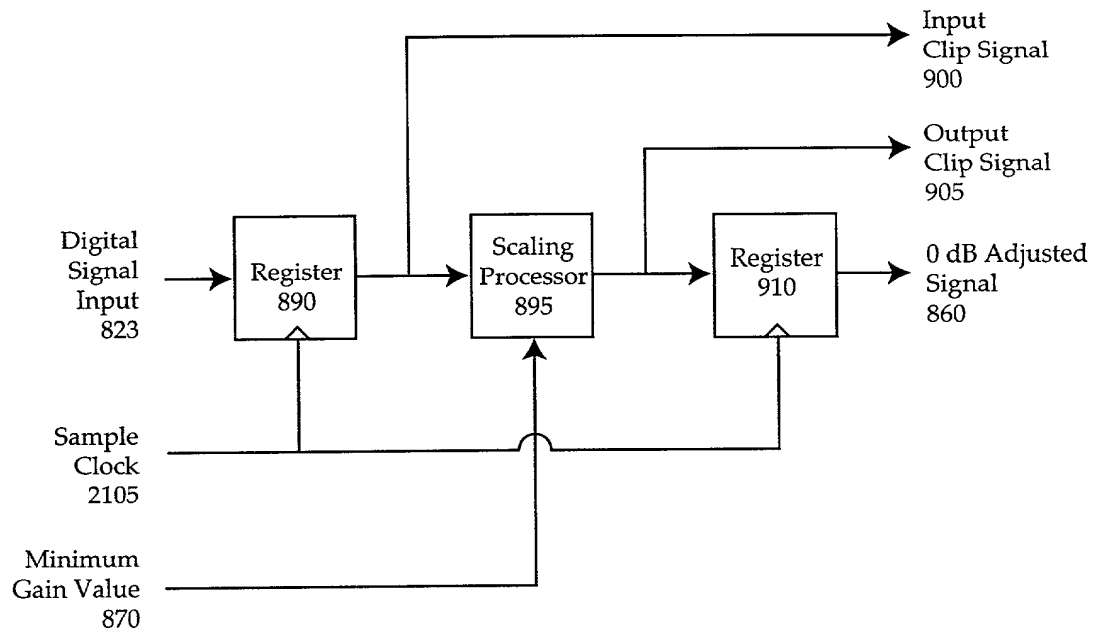 Input
Clip Signal
900
Output
Clip Signal
905
Digital
Signal
Input
823
Register
890
Scaling
Processor
895
Register
910
0 dB Adjusted
Signal
860
Sample
Clock
2105
Minimum
Gain Value
870